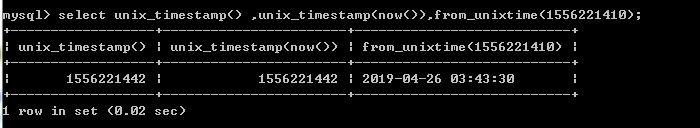 mysql> select unix_timestamp() ,unix_timestamp(now()),from_unixtime(1556221410);
+------------------+-----------------------+---------------------------+
| unix_timestamp() | unix_timestamp(now()) | from_unixtime(1556221410) |
+------------------+-----------------------+---------------------------+
|       1556221442 |            1556221442 | 2019-04-26 03:43:30       |
+------------------+-----------------------+---------------------------+
1 row in set (0.02 sec)